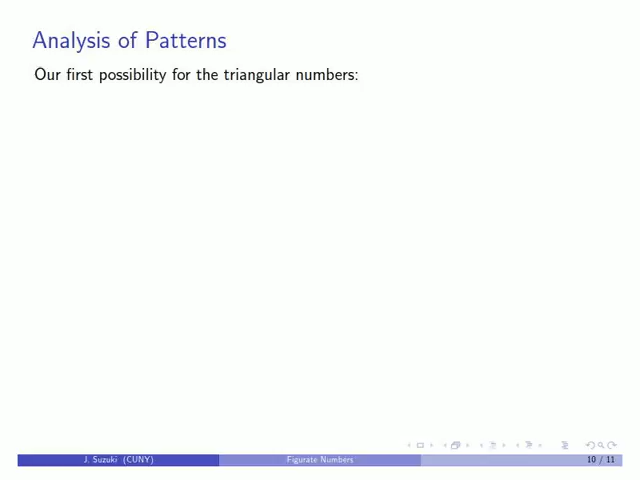 Analysis of Patterns
Our first possibility for the triangular numbers:
J. Suzuki (CUNY)
Figurate Numbers
10 / 11